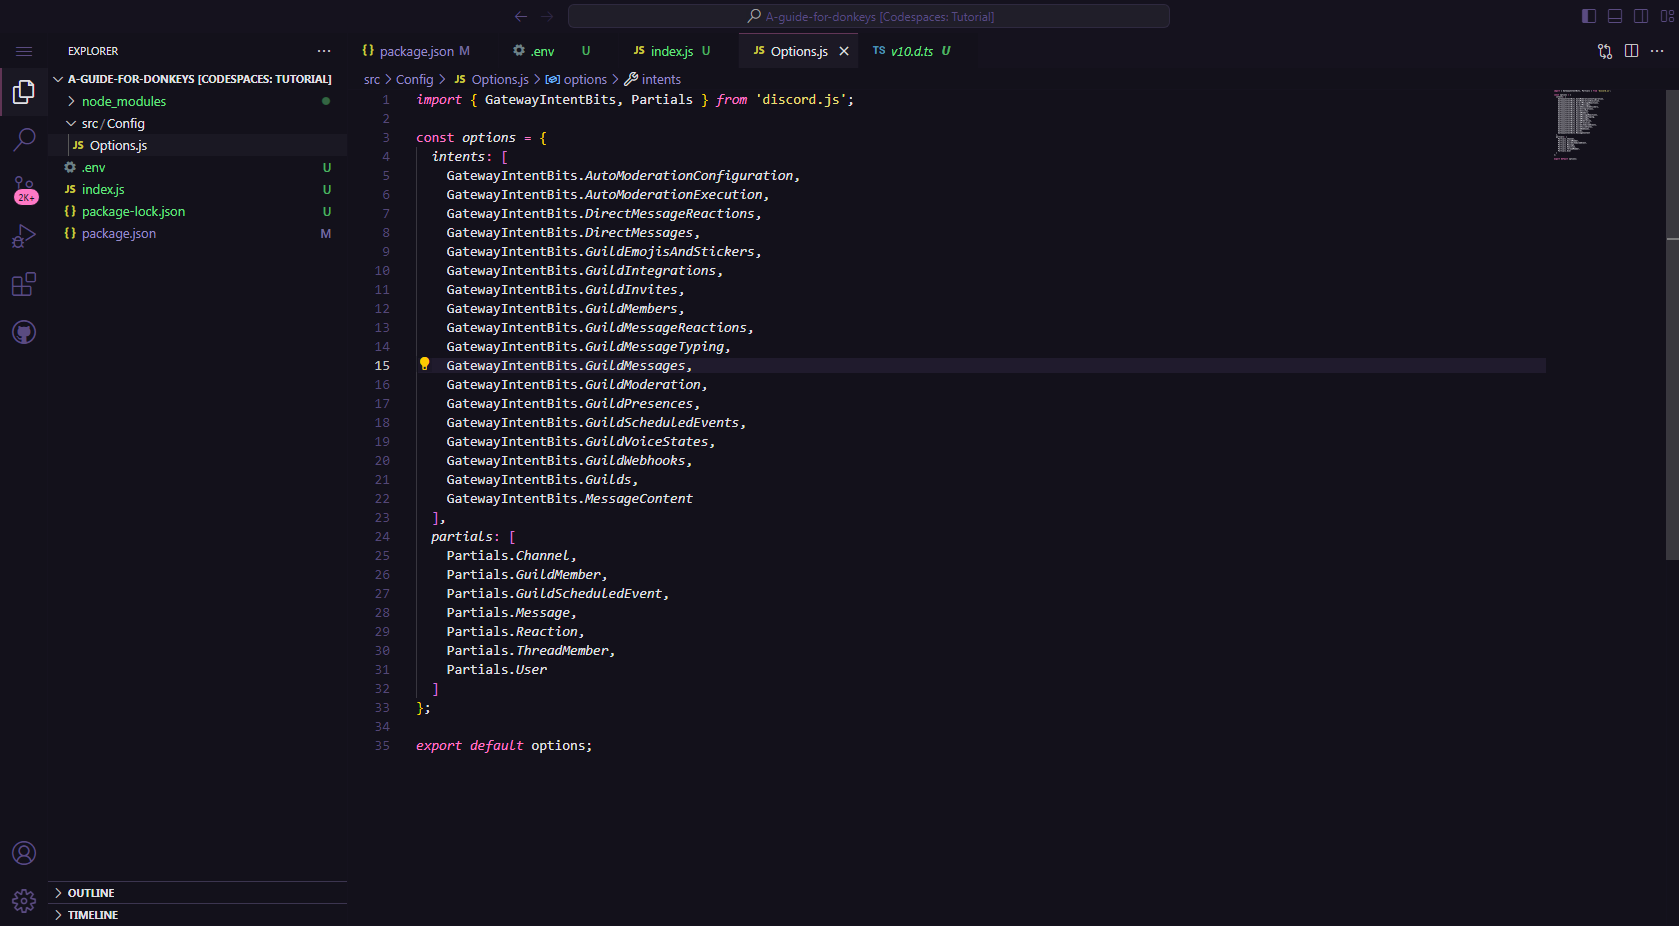 A-guide-for-donkeys [Codespaces: Tutorial]
EXPLORER
package.json M
.env U
index.js U
JS Options.js
TS v10.d.ts U
A-GUIDE-FOR-DONKEYS [CODESPACES: TUTORIAL]
src > Config > JS Options.js > options > intents
node_modules
src/Config
JS Options.js
.env U
JS index.js U
{} package-lock.json U
{} package.json M
2K+
1 import { GatewayIntentBits, Partials } from 'discord.js';
2
3 const options = {
4 intents: [
5 GatewayIntentBits.AutoModerationConfiguration,
6 GatewayIntentBits.AutoModerationExecution,
7 GatewayIntentBits.DirectMessageReactions,
8 GatewayIntentBits.DirectMessages,
9 GatewayIntentBits.GuildEmojisAndStickers,
10 GatewayIntentBits.GuildIntegrations,
11 GatewayIntentBits.GuildInvites,
12 GatewayIntentBits.GuildMembers,
13 GatewayIntentBits.GuildMessageReactions,
14 GatewayIntentBits.GuildMessageTyping,
15 GatewayIntentBits.GuildMessages,
16 GatewayIntentBits.GuildModeration,
17 GatewayIntentBits.GuildPresences,
18 GatewayIntentBits.GuildScheduledEvents,
19 GatewayIntentBits.GuildVoiceStates,
20 GatewayIntentBits.GuildWebhooks,
21 GatewayIntentBits.Guilds,
22 GatewayIntentBits.MessageContent
23 ],
24 partials: [
25 Partials.Channel,
26 Partials.GuildMember,
27 Partials.GuildScheduledEvent,
28 Partials.Message,
29 Partials.Reaction,
30 Partials.ThreadMember,
31 Partials.User
32 ]
33 };
34
35 export default options;
OUTLINE
TIMELINE